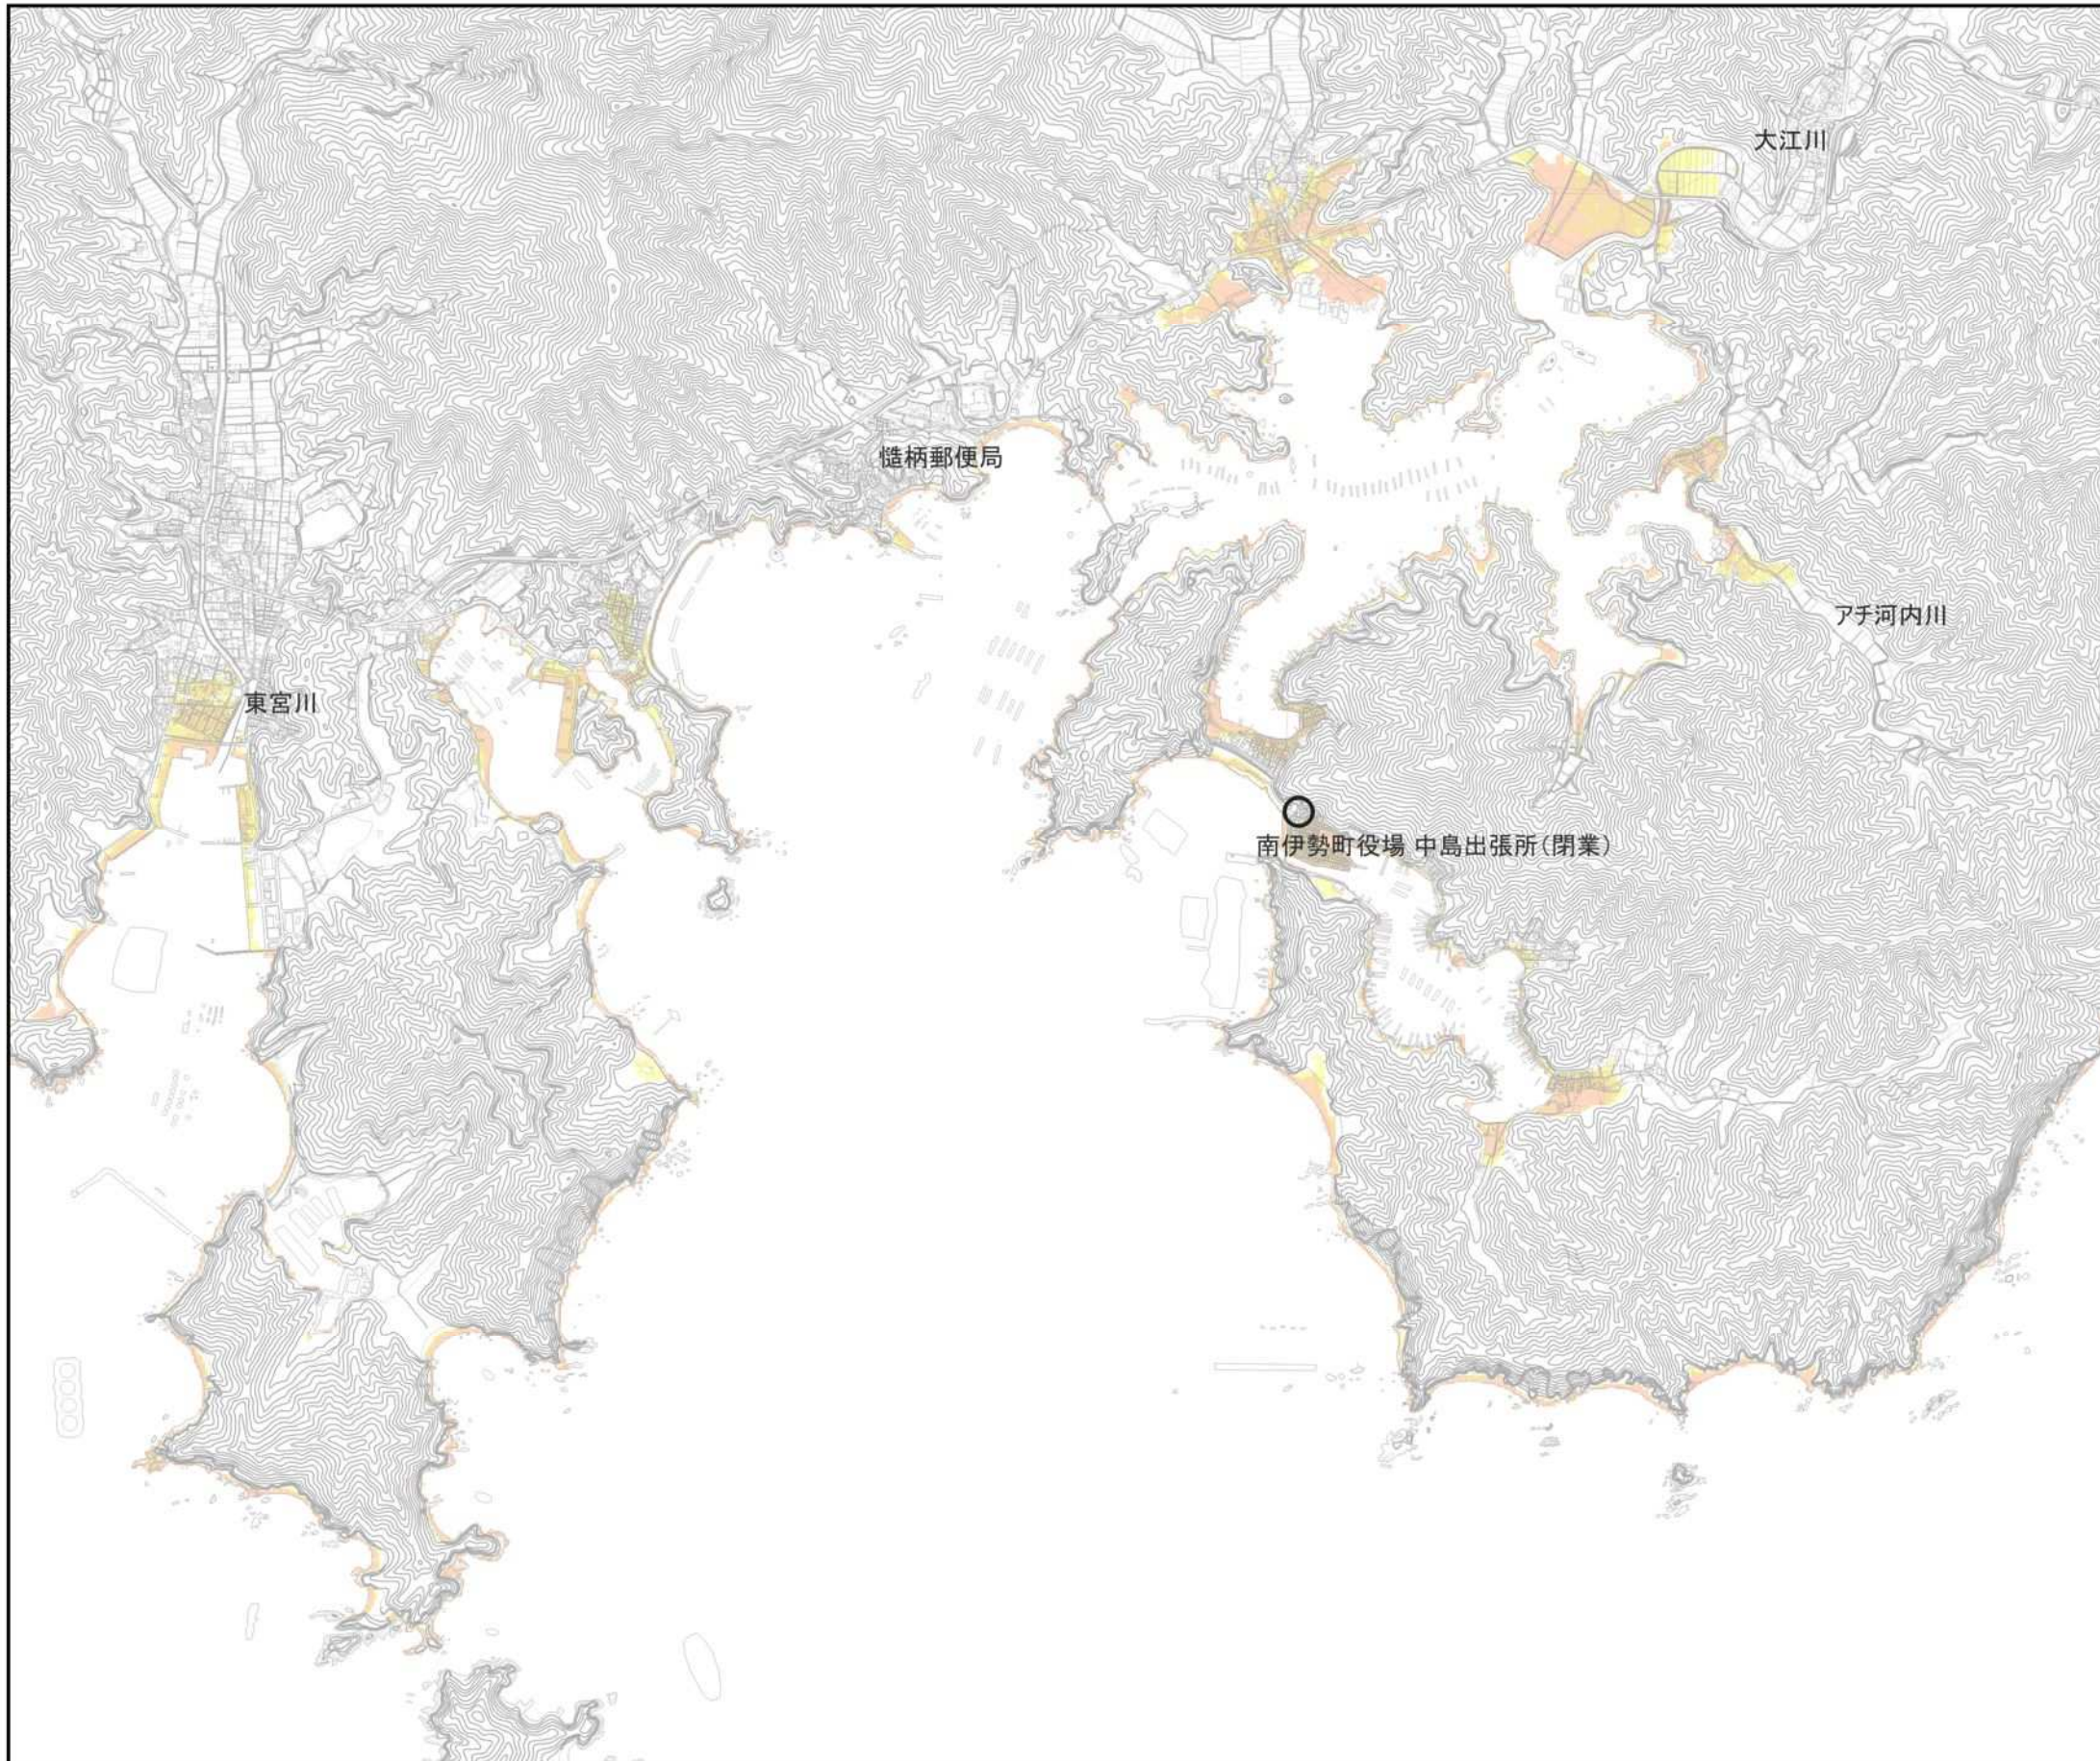 大江川
慥柄郵便局
アチ河内川
東宮川
南伊勢町役場 中島出張所(閉業)